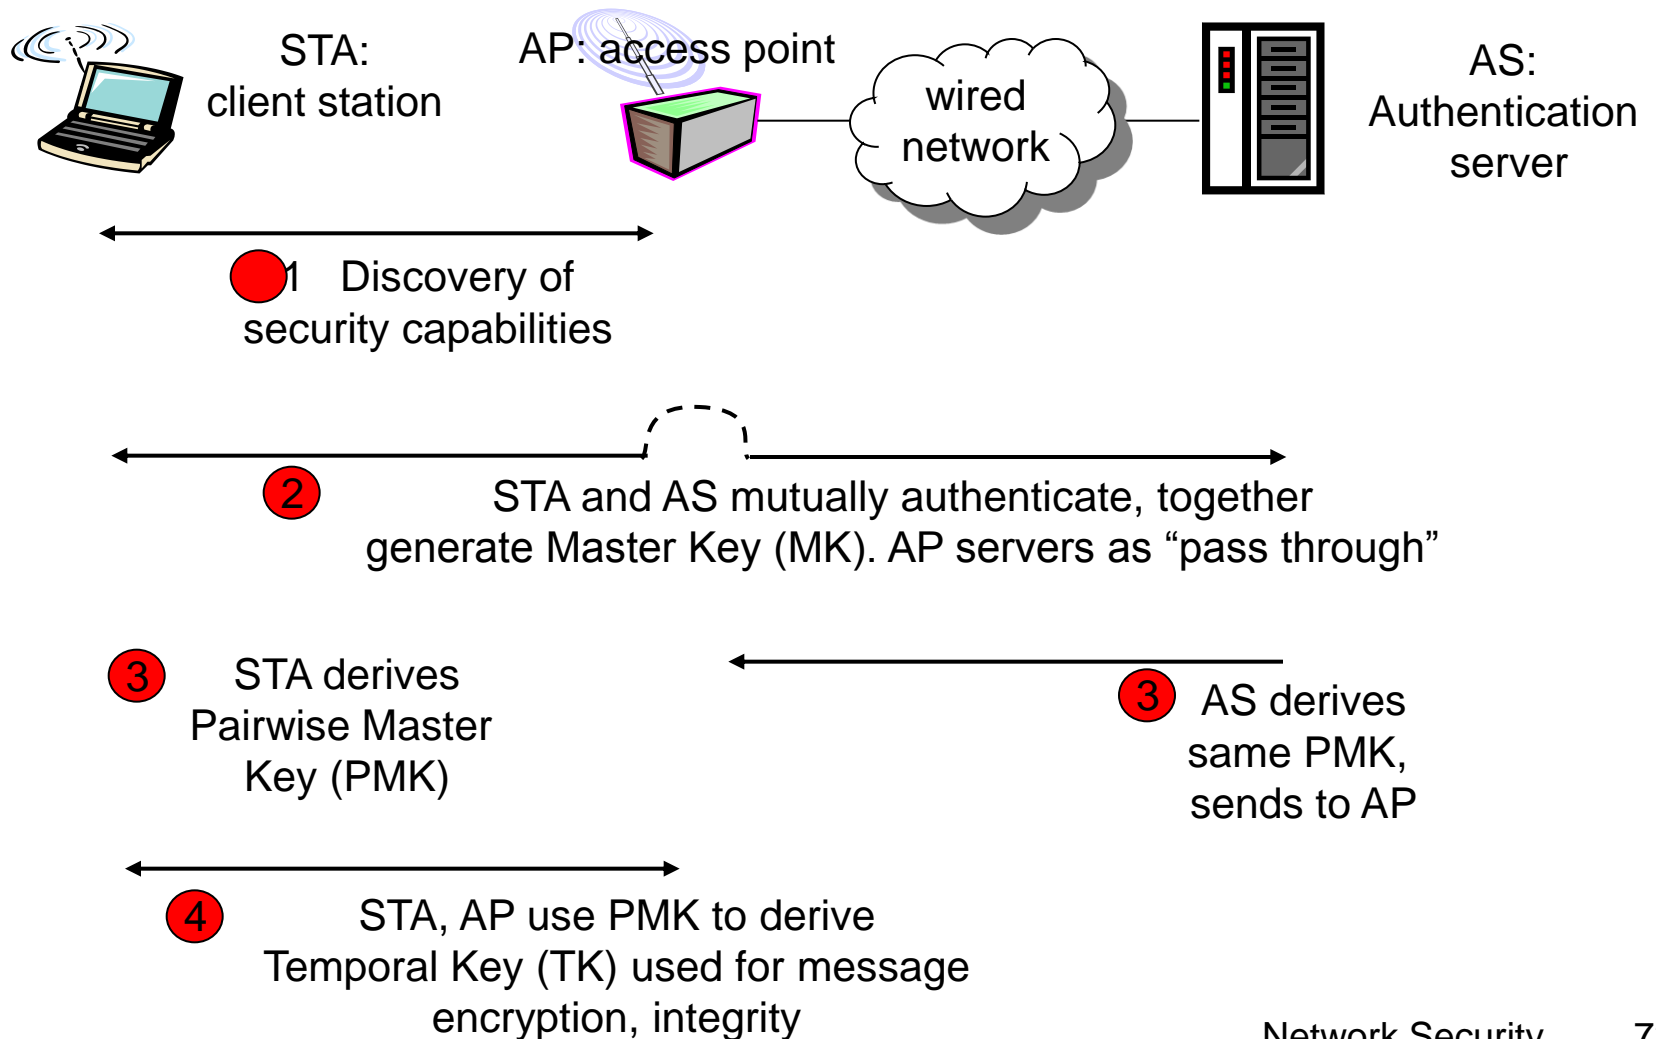 STA:
client station
AP: access point
wired
network
AS:
Authentication
server
1 Discovery of
security capabilities
2
STA and AS mutually authenticate, together
generate Master Key (MK). AP servers as “pass through”
3
STA derives
Pairwise Master
Key (PMK)
3
AS derives
same PMK,
sends to AP
4
STA, AP use PMK to derive
Temporal Key (TK) used for message
encryption, integrity
Network Security 7